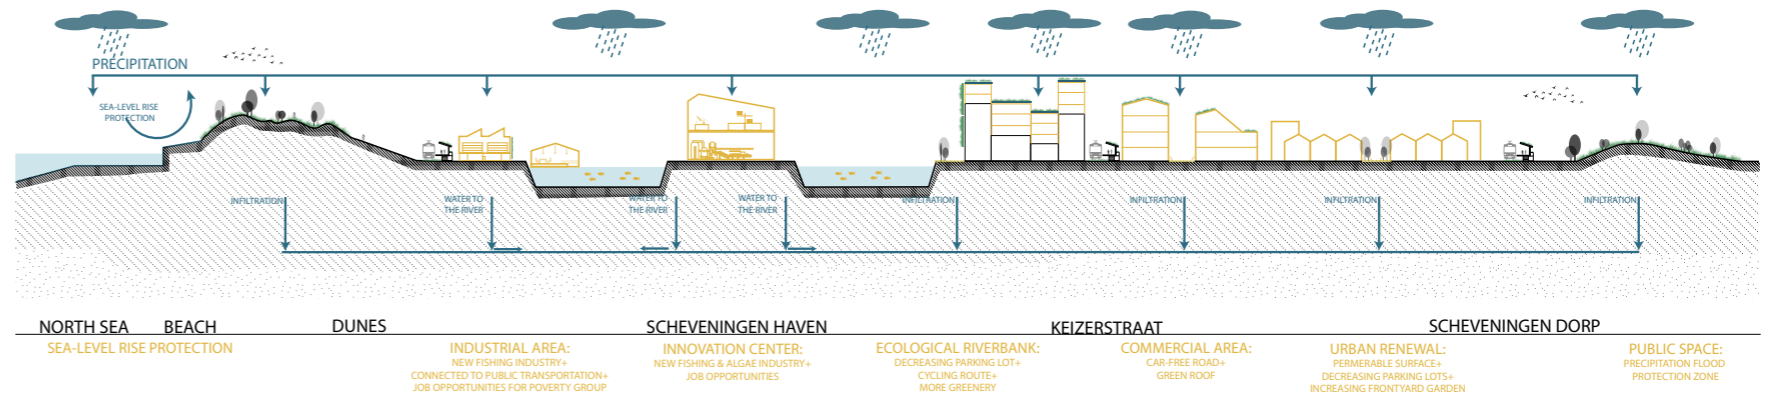 PRECIPITATION
SEA-LEVEL RISE
PROTECTION
INFILTRATION
WATER TO
THE RIVER
WATER TO
THE RIVER
WATER TO
THE RIVER
INFILTRATION
INFILTRATION
INFILTRATION
INFILTRATION
NORTH SEA
BEACH
DUNES
SCHEVENINGEN HAVEN
KEIZERSTRAAT
SCHEVENINGEN DORP
SEA-LEVEL RISE PROTECTION
INDUSTRIAL AREA:
NEW FISHING INDUSTRY+
CONNECTED TO PUBLIC TRANSPORTATION+
JOB OPPORTUNITIES FOR POVERTY GROUP
INNOVATION CENTER:
NEW FISHING & ALGAE INDUSTRY+
JOB OPPORTUNITIES
ECOLOGICAL RIVERBANK:
DECREASING PARKING LOT+
CYCLING ROUTE+
MORE GREENERY
COMMERCIAL AREA:
CAR-FREE ROAD+
GREEN ROOF
URBAN RENEWAL:
PERMERABLE SURFACE+
DECREASING PARKING LOTS+
INCREASING FRONTYARD GARDEN
PUBLIC SPACE:
PRECIPITATION FLOOD
PROTECTION ZONE